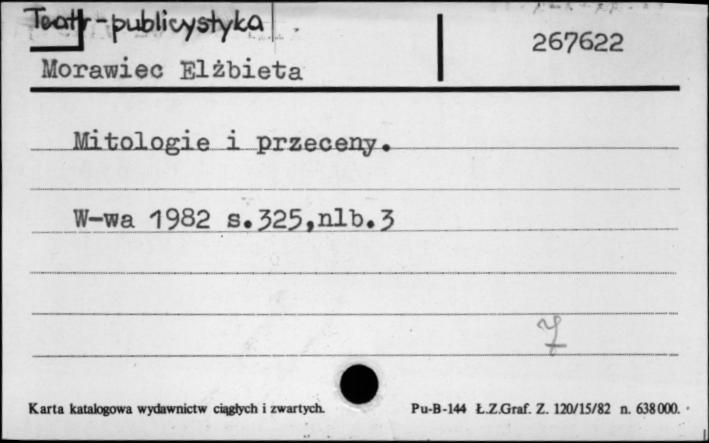 Teatr-publicystyka
267622
Morawiec Elżbieta
Mitologie i przeceny.
W-wa 1982 s.325,nlb.3
Karta katalogowa wydawnictw ciągłych i zwartych.
Pu-B-144 Ł.Z.Graf. Z. 120/15/82 n. 638000.